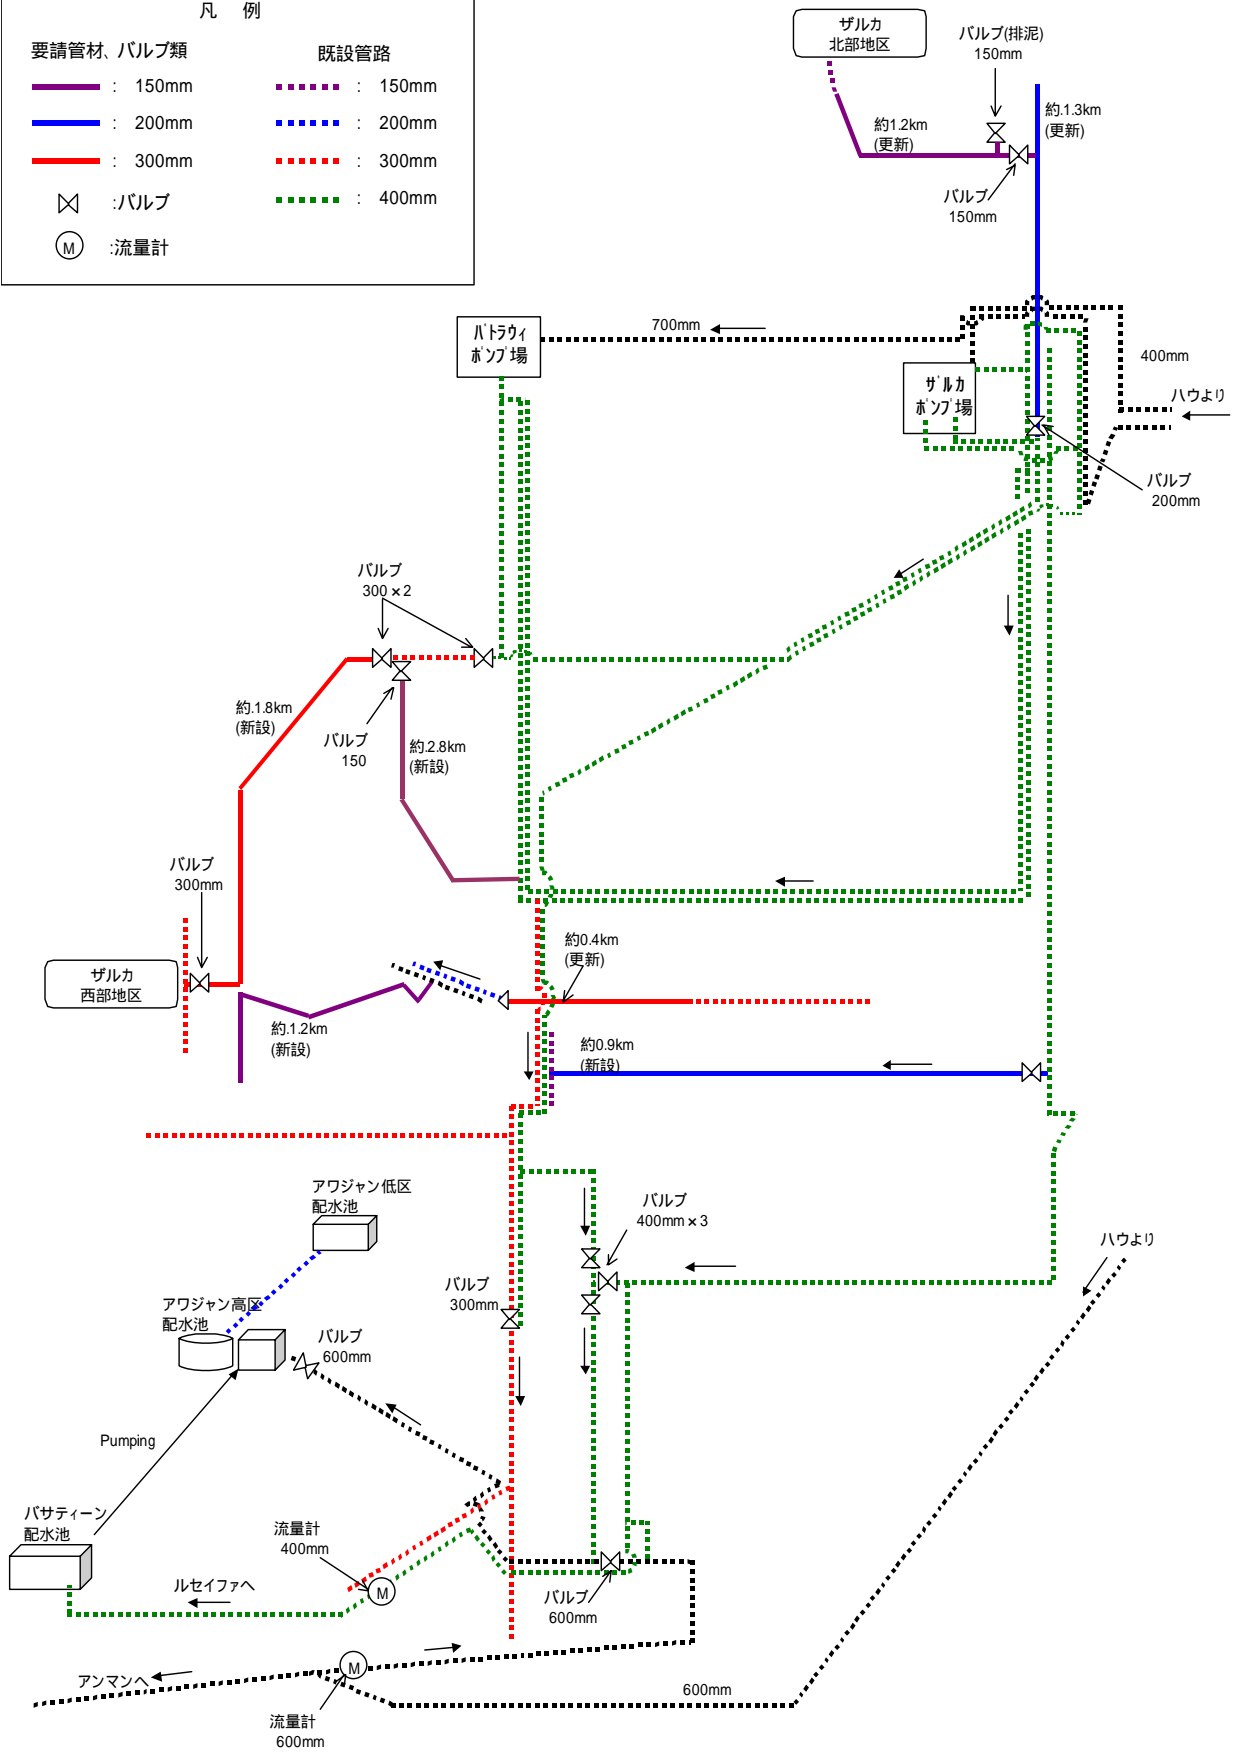 凡 例
要請管材、バルブ類
既設管路
: 150mm
: 150mm
: 200mm
: 200mm
: 300mm
: 300mm
:バルブ
: 400mm
M :流量計
ザルカ
北部地区
バルブ(排泥)
150mm
約1.2km
(更新)
約.1.3km
(更新)
バルブ
150mm
バトラウィ
ポンプ場
700mm
400mm
ザルカ
ポンプ場
ハウより
バルブ
200mm
バルブ
300×2
約.1.8km
(新設)
バルブ
150
約.2.8km
(新設)
バルブ
300mm
ザルカ
西部地区
約0.4km
(更新)
約.1.2km
(新設)
約0.9km
(新設)
アワジャン低区
配水池
バルブ
400mm×3
ハウより
バルブ
300mm
アワジャン高区
配水池
バルブ
600mm
Pumping
バサティーン
配水池
流量計
400mm
M
ルセイファへ
バルブ
600mm
M
アンマンへ
600mm
流量計
600mm